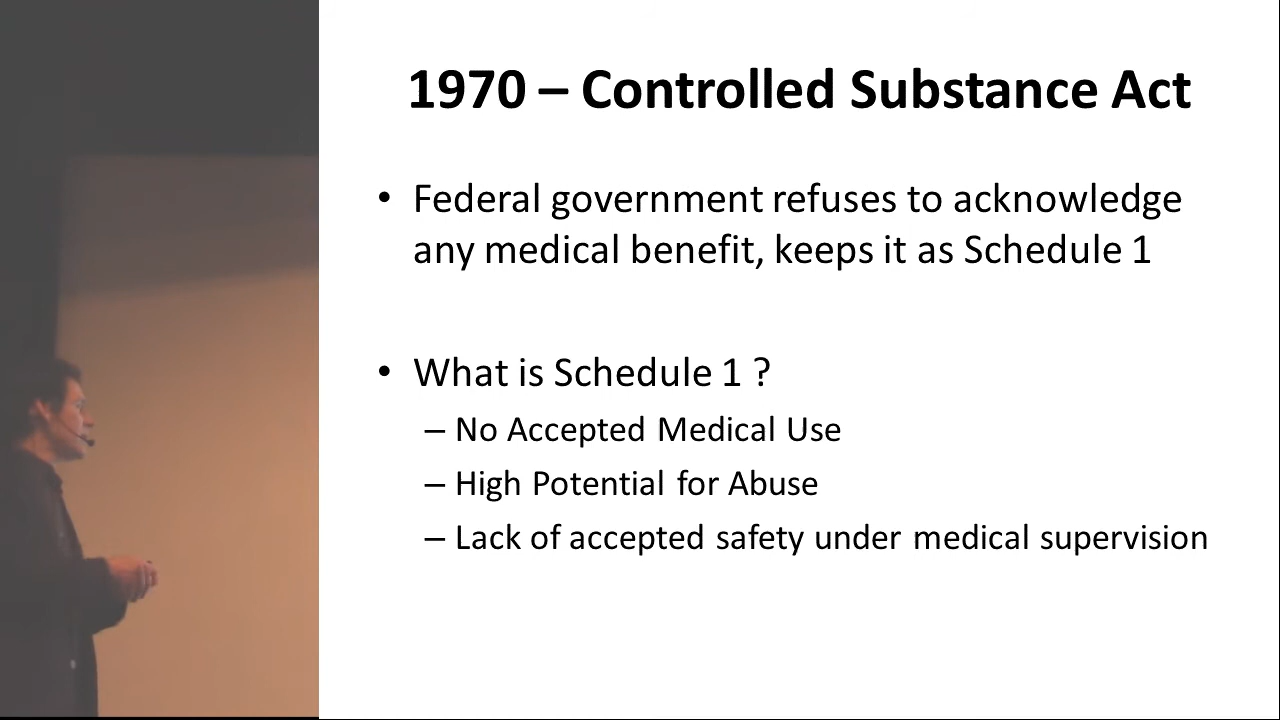 1970 – Controlled Substance Act
• Federal government refuses to acknowledge
any medical benefit, keeps it as Schedule 1
• What is Schedule 1 ?
– No Accepted Medical Use
– High Potential for Abuse
– Lack of accepted safety under medical supervision